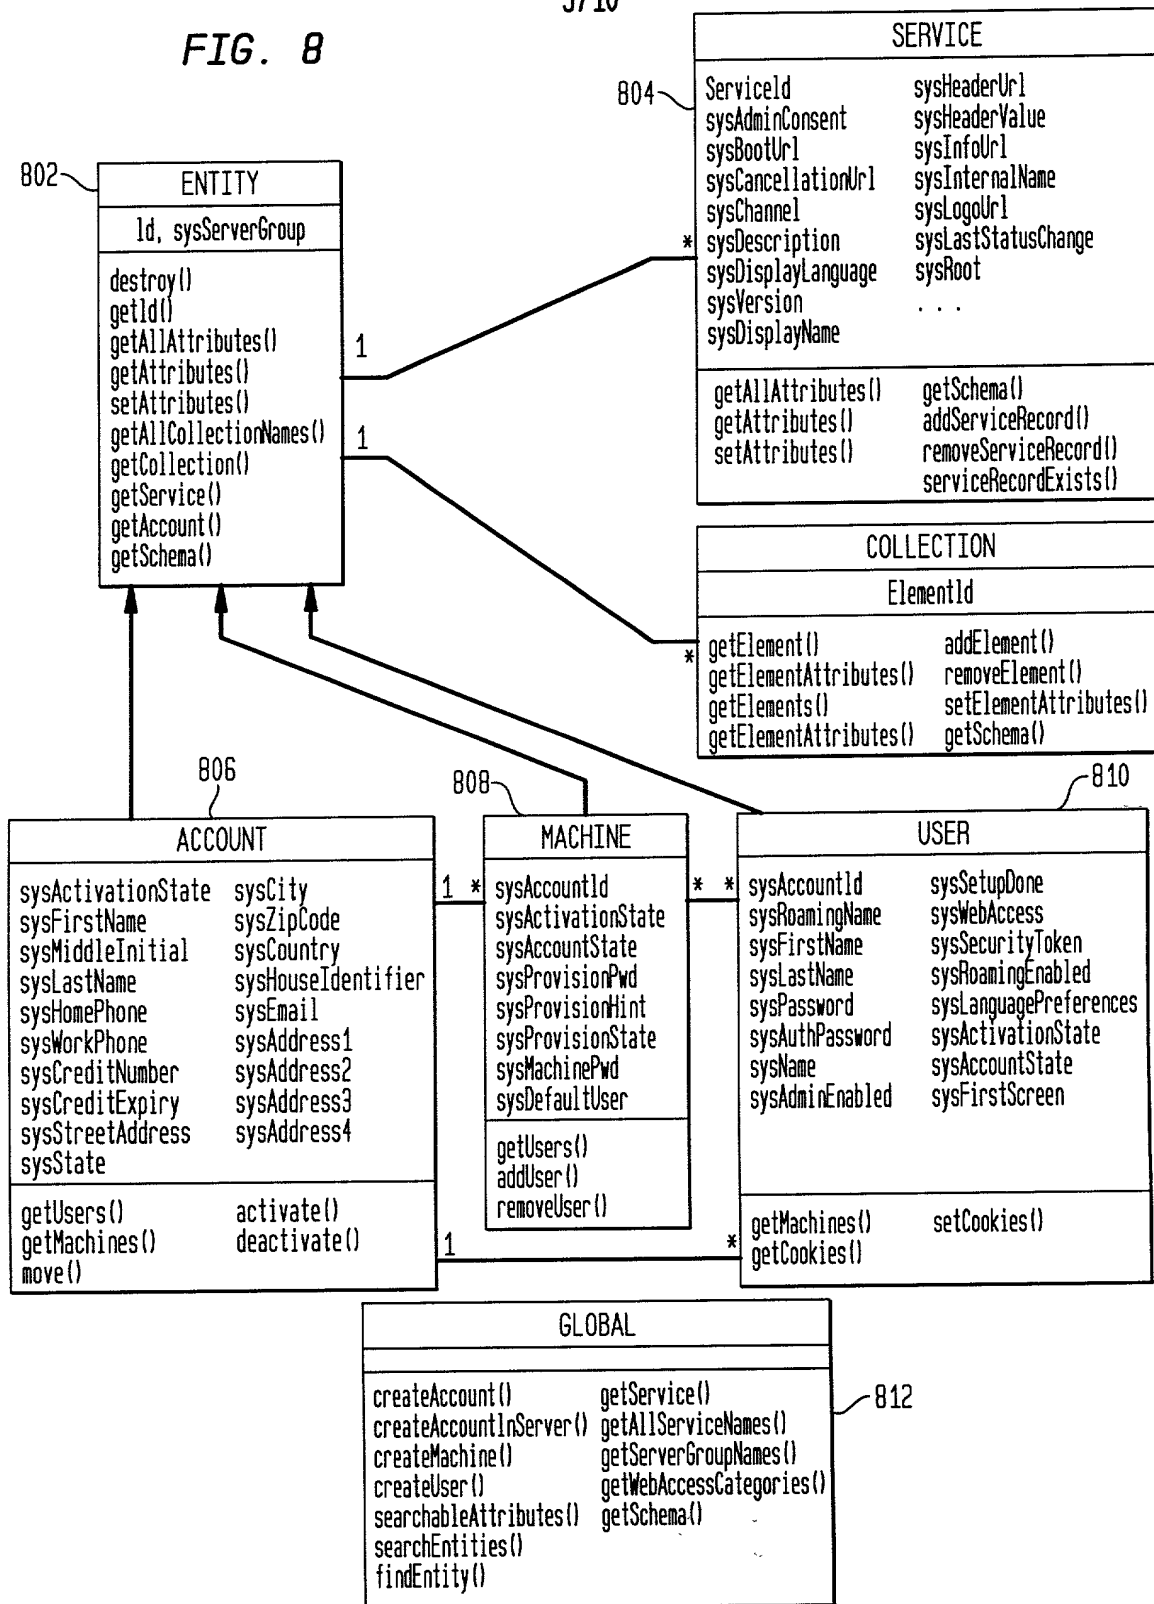 FIG. 8
802
ENTITY
Id, sysServerGroup
destroy()
getId()
getAllAttributes()
getAttributes()
setAttributes()
getAllCollectionNames()
getCollection()
getService()
getAccount()
getSchema()
1
1
804
SERVICE
ServiceId sysHeaderUrl
sysAdminConsent sysHeaderValue
sysBootUrl sysInfoUrl
sysCancellationUrl sysInternalName
sysChannel sysLogoUrl
* sysDescription sysLastStatusChange
sysDisplayLanguage sysRoot
sysVersion . . .
sysDisplayName
getAllAttributes() getSchema()
getAttributes() addServiceRecord()
setAttributes() removeServiceRecord()
serviceRecordExists()
COLLECTION
ElementId
getElement() addElement()
* getElementAttributes() removeElement()
getElements() setElementAttributes()
getElementAttributes() getSchema()
806
ACCOUNT
sysActivationState sysCity
sysFirstName sysZipCode
sysMiddleInitial sysCountry
sysLastName sysHouseIdentifier
sysHomePhone sysEmail
sysWorkPhone sysAddress1
sysCreditNumber sysAddress2
sysCreditExpiry sysAddress3
sysStreetAddress sysAddress4
sysState
getUsers() activate()
getMachines() deactivate()
move()
1 *
808
MACHINE
sysAccountId
sysActivationState
sysAccountState
sysProvisionPwd
sysProvisionHint
sysProvisionState
sysMachinePwd
sysDefaultUser
getUsers()
addUser()
removeUser()
* *
1 *
810
USER
sysAccountId sysSetupDone
sysRoamingName sysWebAccess
sysFirstName sysSecurityToken
sysLastName sysRoamingEnabled
sysPassword sysLanguagePreferences
sysAuthPassword sysActivationState
sysName sysAccountState
sysAdminEnabled sysFirstScreen
getMachines() setCookies()
getCookies()
GLOBAL
812
createAccount() getService()
createAccountInServer() getAllServiceNames()
createMachine() getServerGroupNames()
createUser() getWebAccessCategories()
searchableAttributes() getSchema()
searchEntities()
findEntity()